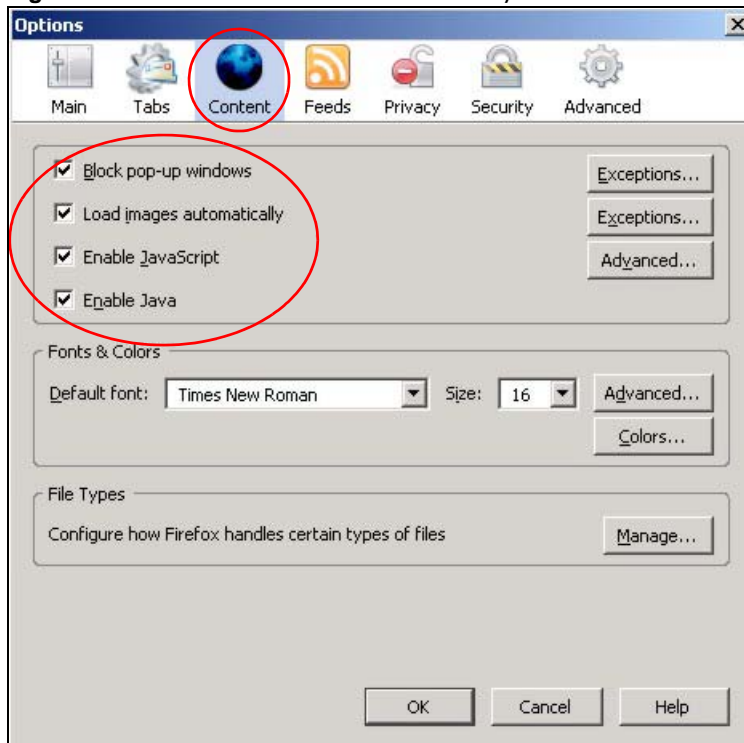 Options
Main Tabs Content Feeds Privacy Security Advanced
Block pop-up windows Exceptions...
Load images automatically Exceptions...
Enable JavaScript Advanced...
Enable Java
Fonts & Colors
Default font: Times New Roman Size: 16 Advanced...
Colors...
File Types
Configure how Firefox handles certain types of files Manage...
OK Cancel Help